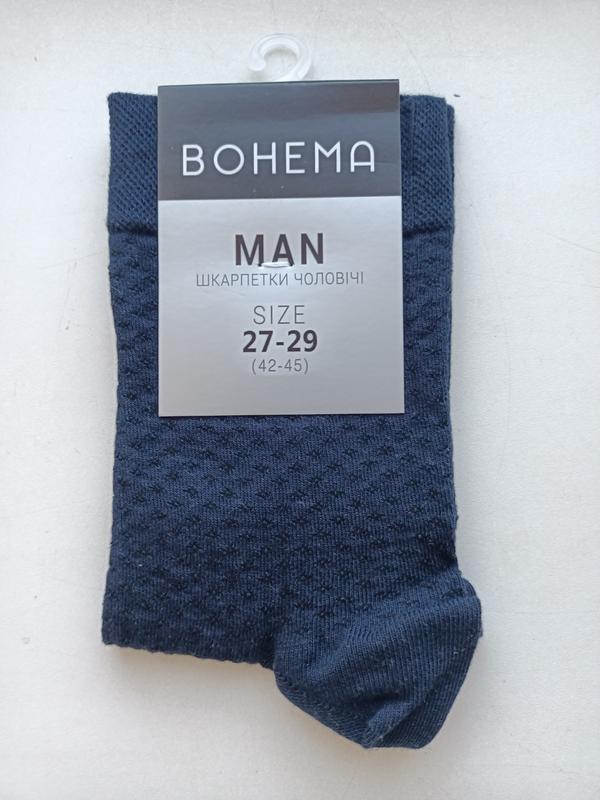 BOHEMA
MAN
ШКАРПЕТКИ ЧОЛОВІЧІ
SIZE
27-29
(42-45)